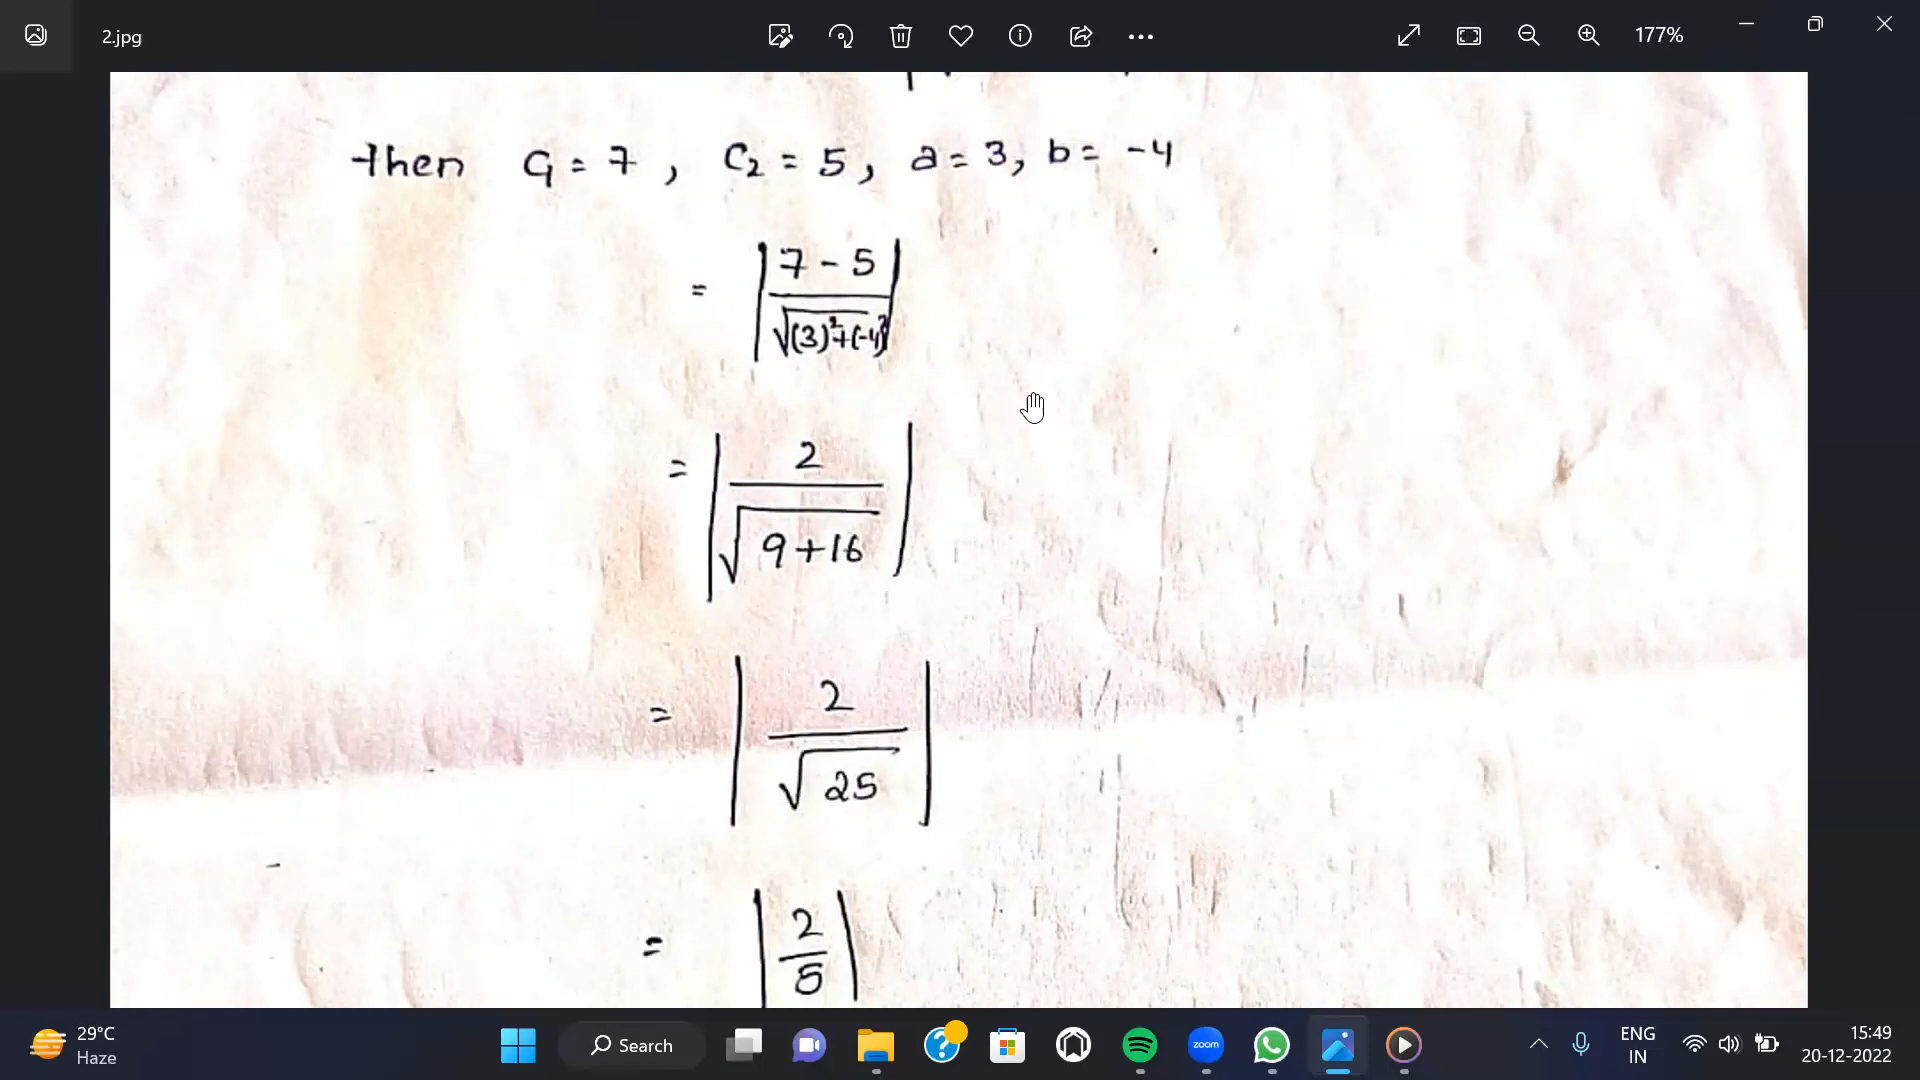 2.jpg
177%
then C1 = 7 , C2 = 5 , a = 3, b = -4
= | 7 - 5 / √(3)²+(-4)² |
= | 2 / √9+16 |
= | 2 / √25 |
= | 2 / 5 |
29°C
Haze
Search
zoom
ENG
IN
15:49
20-12-2022